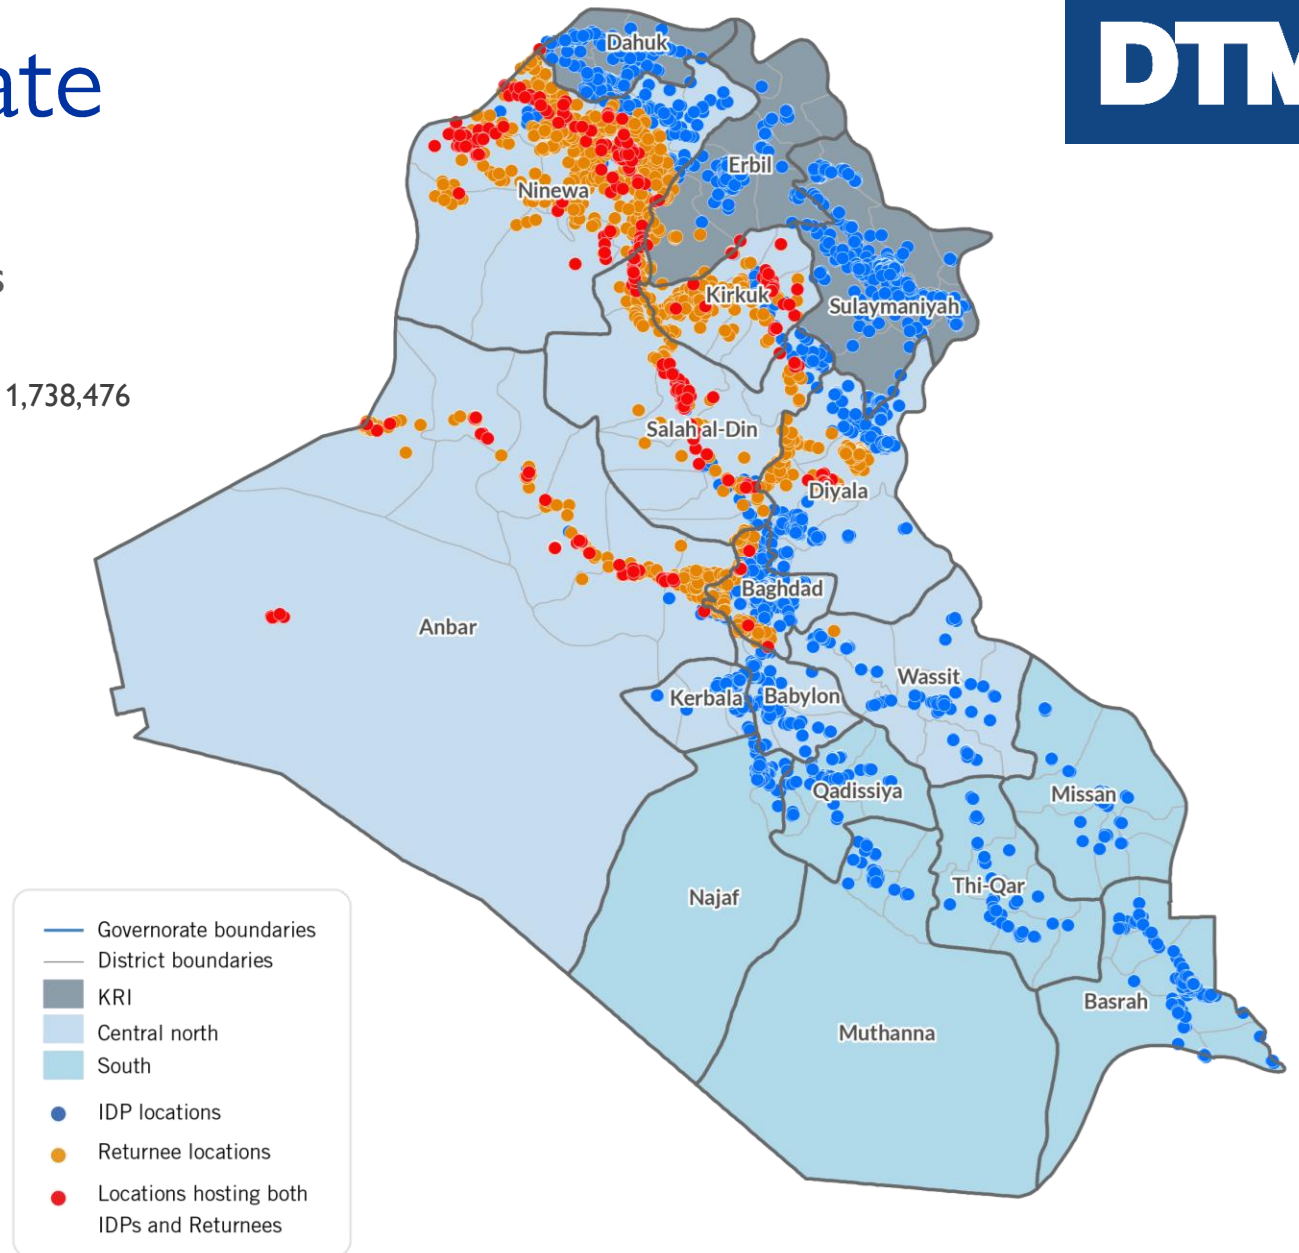 ate
DTM
s
1,738,476
Dahuk
Erbil
Ninewa
Kirkuk
Sulaymaniyah
Salah al-Din
Diyala
Baghdad
Anbar
Wassit
Kerbala
Babylon
Qadissiya
Missan
Thi-Qar
Najaf
Basrah
Muthanna
Governorate boundaries
District boundaries
KRI
Central north
South
IDP locations
Returnee locations
Locations hosting both
IDPs and Returnees